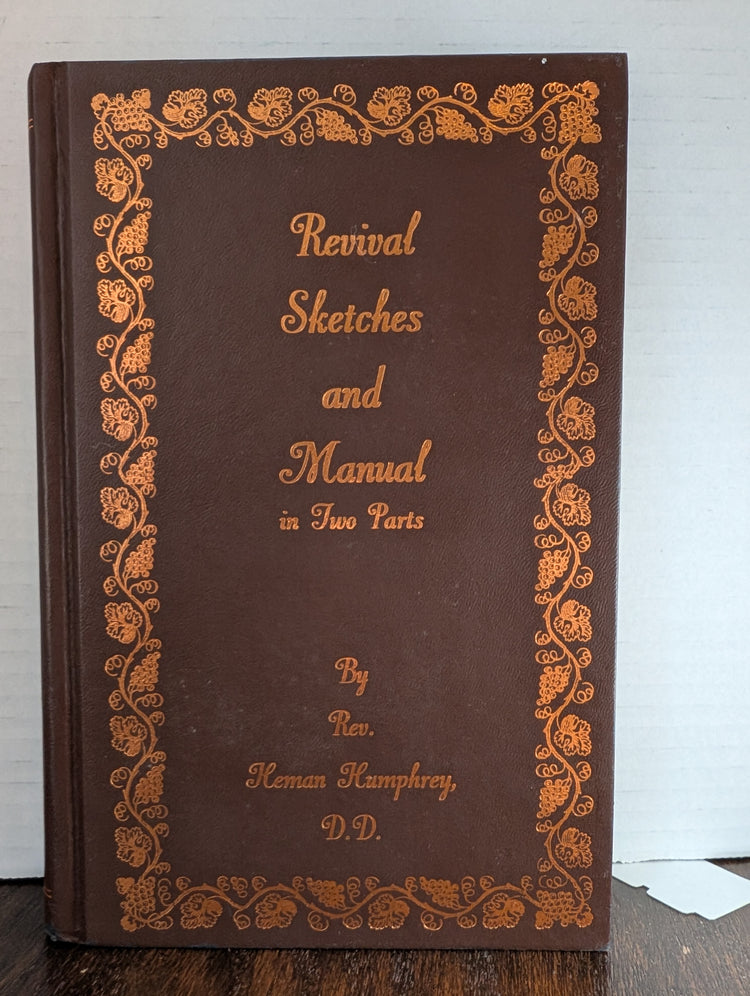 Revival
Sketches
and
Manual
in Two Parts
By
Rev.
Heman Humphrey,
D.D.